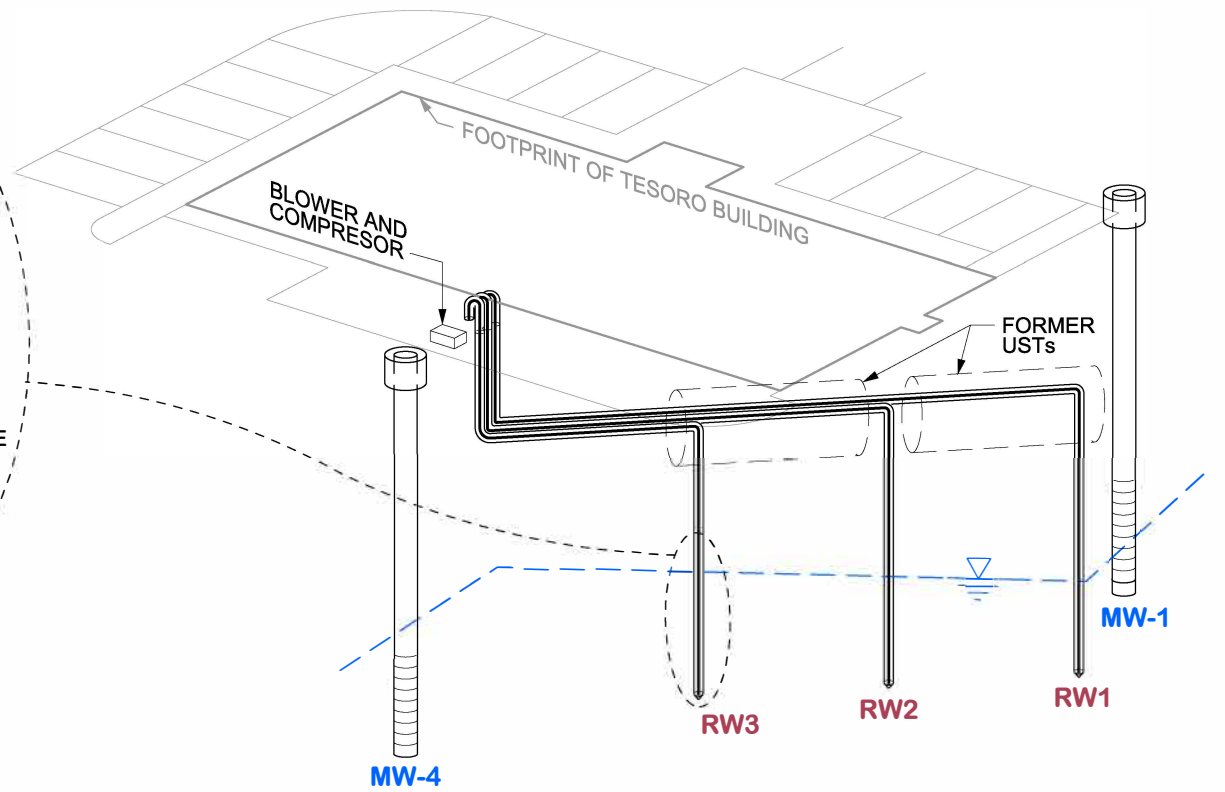 FOOTPRINT OF TESORO BUILDING
BLOWER AND
COMPRESOR
FORMER
USTs
E
MW-1
RW1
RW2
RW3
MW-4